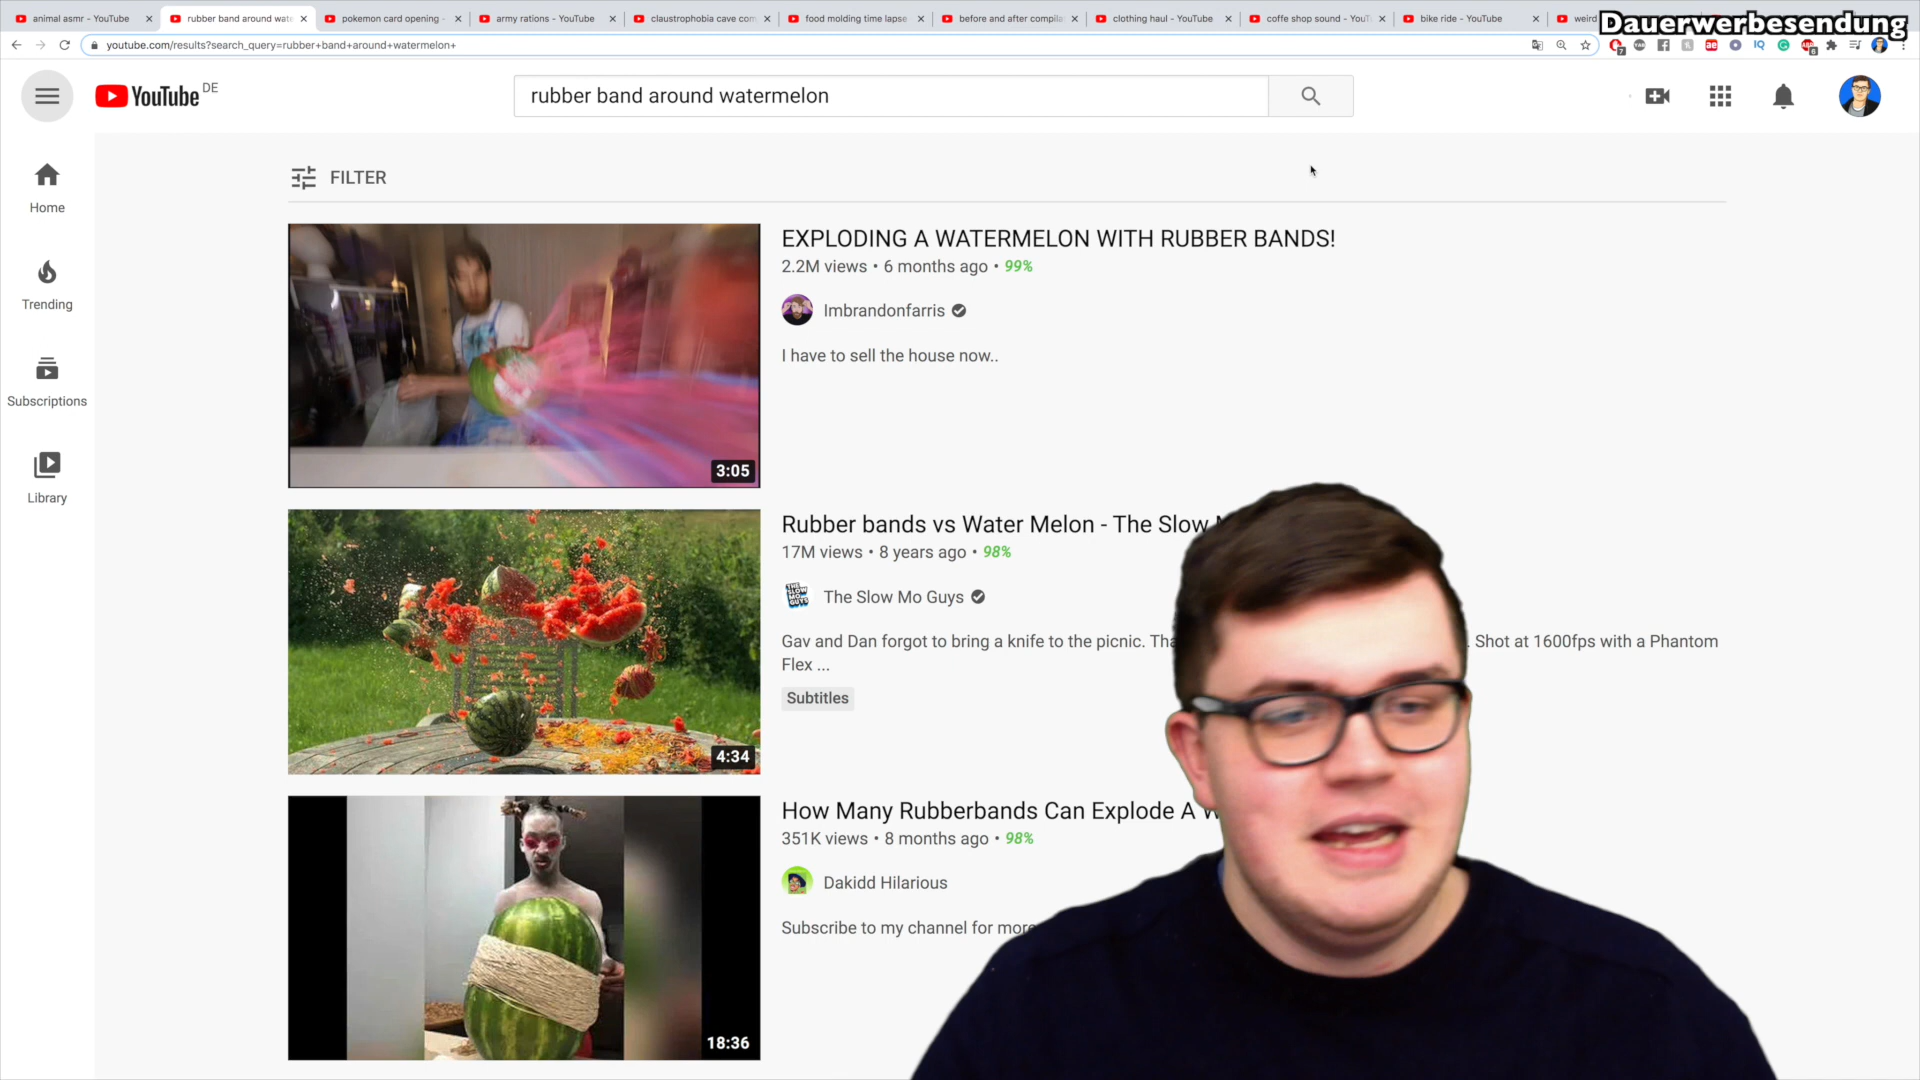 animal asmr - YouTube
rubber band around wate
pokemon card opening -
army rations - YouTube
claustrophobia cave com
food molding time lapse
before and after compila
clothing haul - YouTube
coffe shop sound - YouT
bike ride - YouTube
weird
Dauerwerbesendung
youtube.com/results?search_query=rubber+band+around+watermelon+
YouTube DE
rubber band around watermelon
FILTER
Home
Trending
Subscriptions
Library
EXPLODING A WATERMELON WITH RUBBER BANDS!
2.2M views • 6 months ago • 99%
Imbrandonfarris
I have to sell the house now..
3:05
Rubber bands vs Water Melon - The Slow
17M views • 8 years ago • 98%
THE SLOW MO GUYS
The Slow Mo Guys
Gav and Dan forgot to bring a knife to the picnic. Tha . Shot at 1600fps with a Phantom
Flex ...
Subtitles
4:34
How Many Rubberbands Can Explode A W
351K views • 8 months ago • 98%
Dakidd Hilarious
Subscribe to my channel for more
18:36